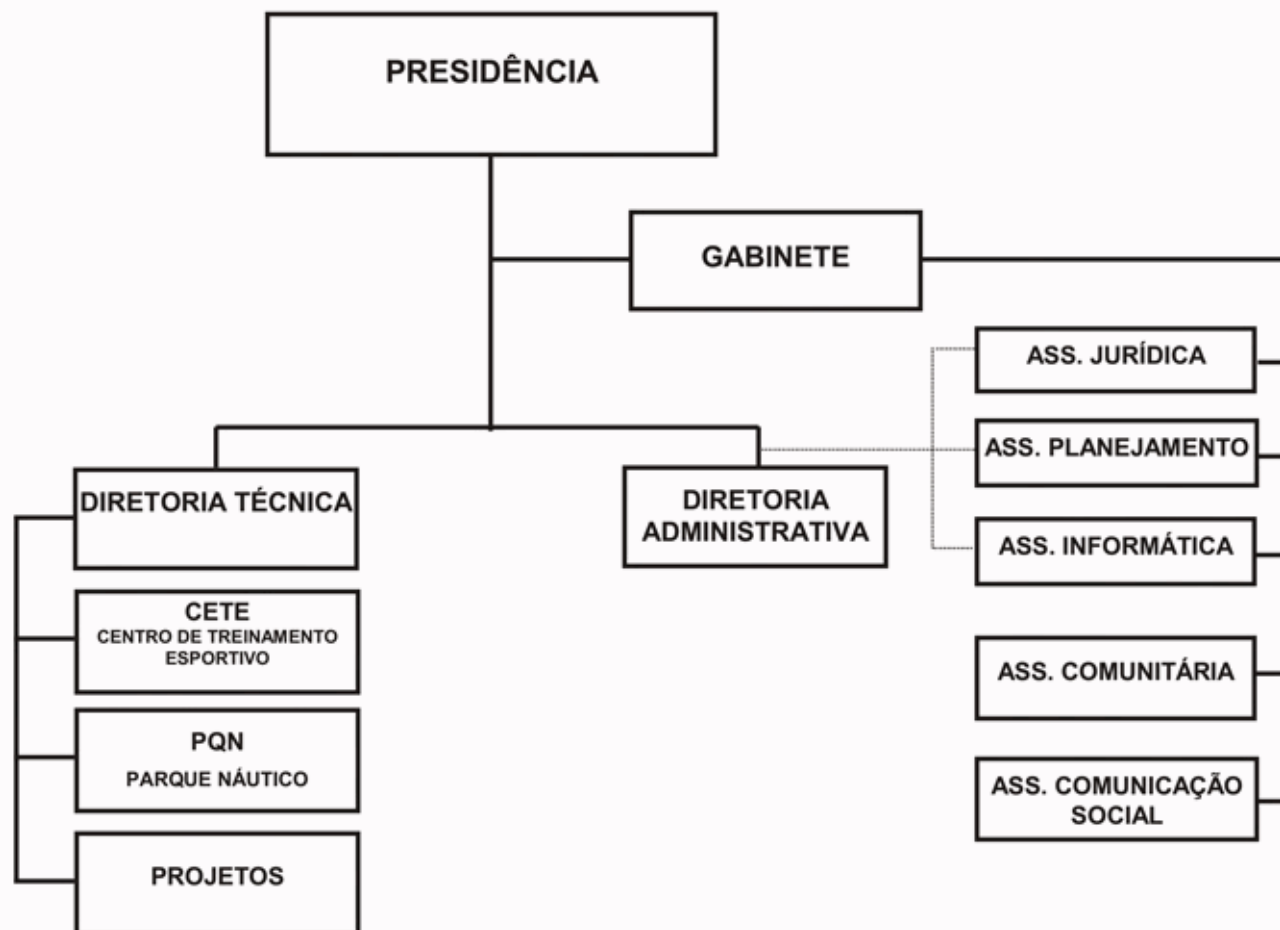 PRESIDÊNCIA
GABINETE
ASS. JURÍDICA
ASS. PLANEJAMENTO
ASS. INFORMÁTICA
ASS. COMUNITÁRIA
ASS. COMUNICAÇÃO
SOCIAL
DIRETORIA TÉCNICA
DIRETORIA
ADMINISTRATIVA
CETE
CENTRO DE TREINAMENTO
ESPORTIVO
PQN
PARQUE NÁUTICO
PROJETOS